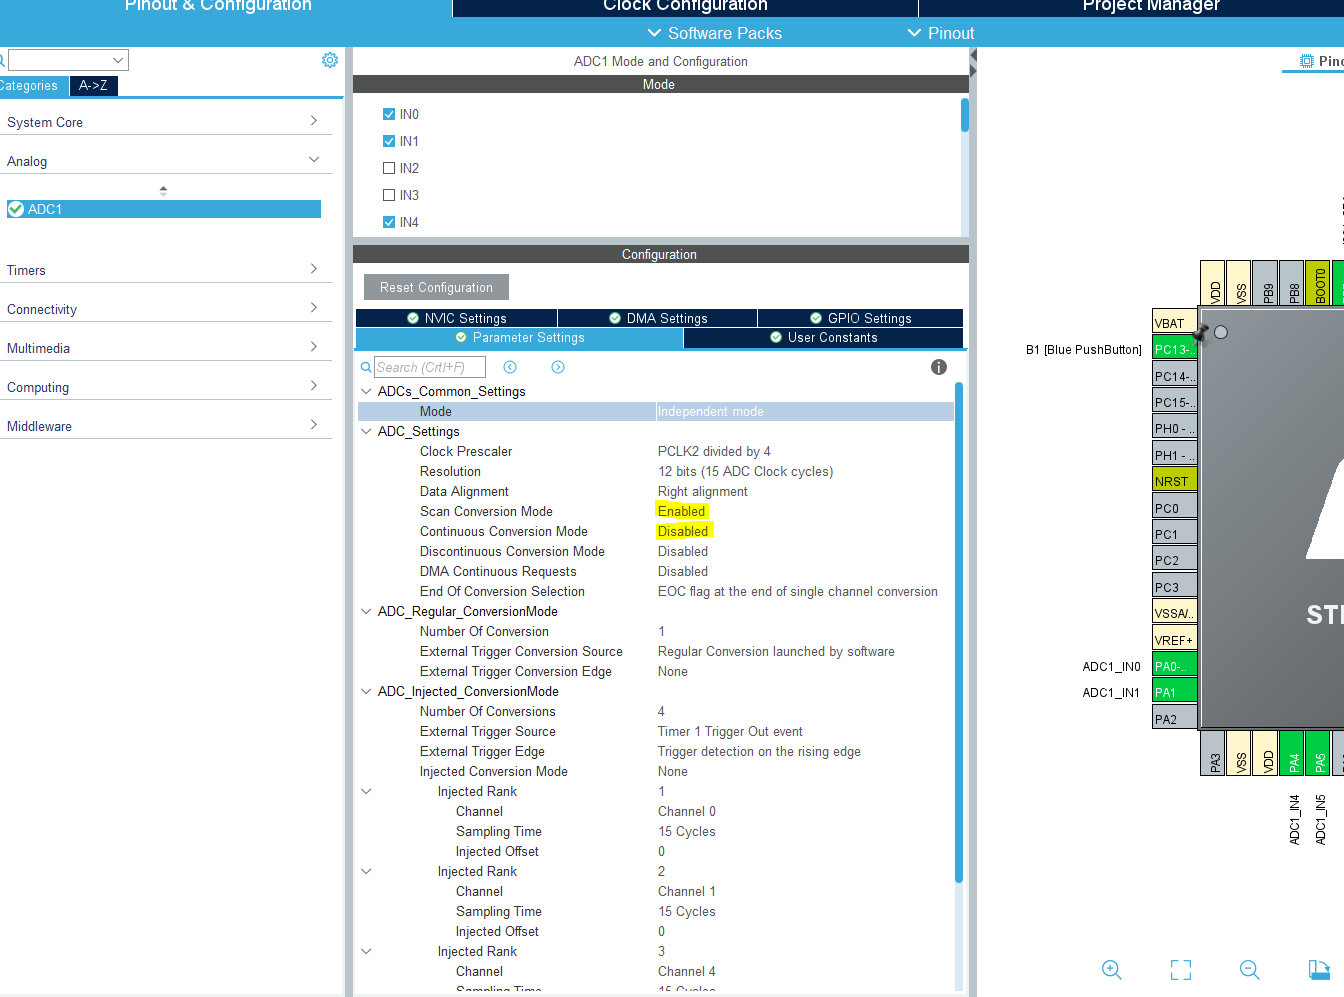 Pinout & Configuration
Clock Configuration
Project Manager
Software Packs
Pinout
Categories
A->Z
System Core
Analog
ADC1
Timers
Connectivity
Multimedia
Computing
Middleware
ADC1 Mode and Configuration
Mode
IN0
IN1
IN2
IN3
IN4
Configuration
Reset Configuration
NVIC Settings
DMA Settings
GPIO Settings
Parameter Settings
User Constants
Search (Crtl+F)
ADCs_Common_Settings
Mode Independent mode
ADC_Settings
Clock Prescaler PCLK2 divided by 4
Resolution 12 bits (15 ADC Clock cycles)
Data Alignment Right alignment
Scan Conversion Mode Enabled
Continuous Conversion Mode Disabled
Discontinuous Conversion Mode Disabled
DMA Continuous Requests Disabled
End Of Conversion Selection EOC flag at the end of single channel conversion
ADC_Regular_ConversionMode
Number Of Conversion 1
External Trigger Conversion Source Regular Conversion launched by software
External Trigger Conversion Edge None
ADC_Injected_ConversionMode
Number Of Conversions 4
External Trigger Source Timer 1 Trigger Out event
External Trigger Edge Trigger detection on the rising edge
Injected Conversion Mode None
Injected Rank 1
Channel Channel 0
Sampling Time 15 Cycles
Injected Offset 0
Injected Rank 2
Channel Channel 1
Sampling Time 15 Cycles
Injected Offset 0
Injected Rank 3
Channel Channel 4
Sampling Time 15 Cycles
Pino
VDD
VSS
PB9
PB8
BOOT0
VBAT
B1 [Blue PushButton]
PC13-..
PC14-..
PC15-..
PH0 - ..
PH1 - ..
NRST
PC0
PC1
PC2
PC3
VSSA/..
VREF+
ADC1_IN0
PA0-..
ADC1_IN1
PA1
PA2
ST
PA3
VSS
VDD
PA4
PA5
ADC1_IN4
ADC1_IN5